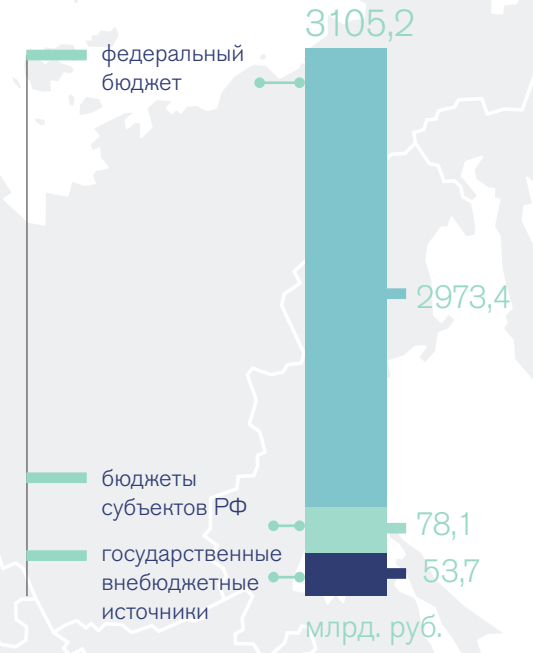 3105,2
федеральный
бюджет
2973,4
бюджеты
субъектов РФ
78,1
государственные
внебюджетные
источники
53,7
млрд. руб.